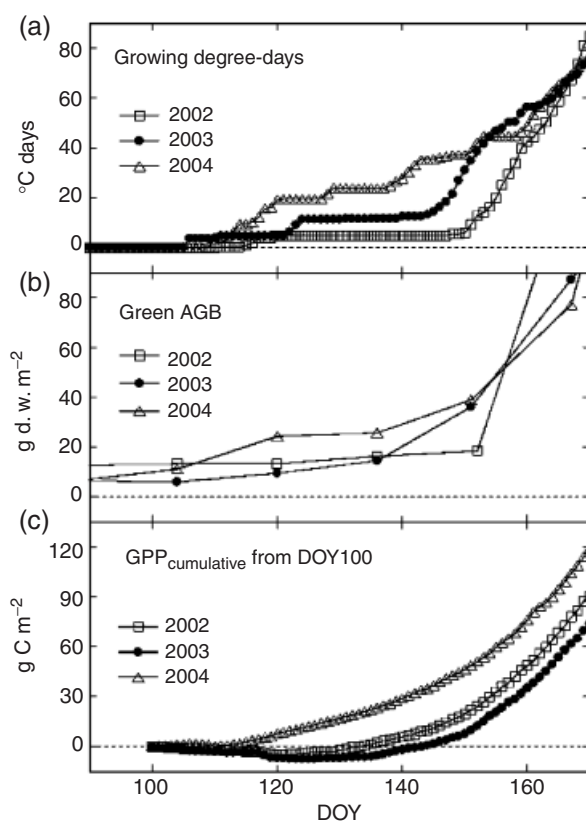 (a)
Growing degree-days
2002
2003
2004
80
60
40
20
0
°C days
(b)
Green AGB
2002
2003
2004
80
60
40
20
0
g d. w. m⁻²
(c)
GPPcumulative from DOY100
2002
2003
2004
120
90
60
30
0
g C m⁻²
100 120 140 160
DOY